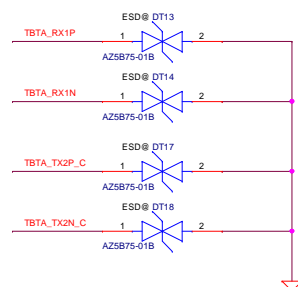 ESD@ DT13
TBTA_RX1P 1 2
AZ5B75-01B
ESD@ DT14
TBTA_RX1N 1 2
AZ5B75-01B
ESD@ DT17
TBTA_TX2P_C 1 2
AZ5B75-01B
ESD@ DT18
TBTA_TX2N_C 1 2
AZ5B75-01B